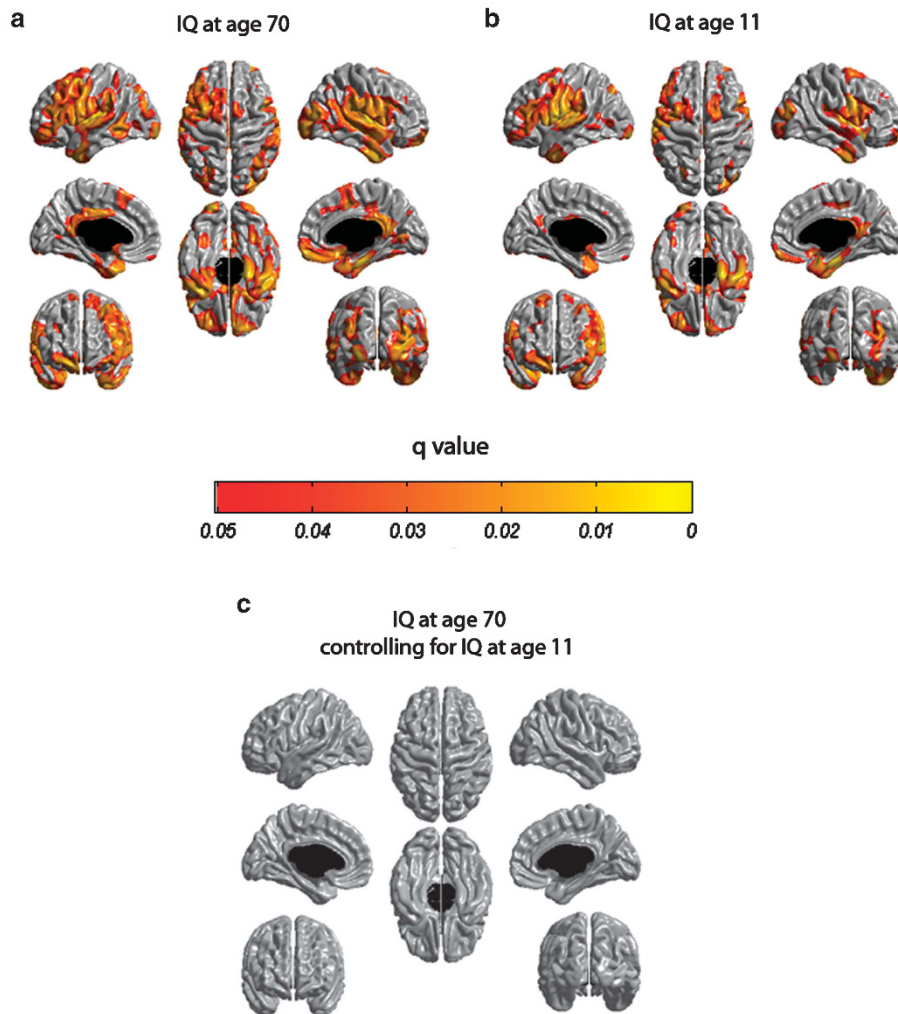 a
IQ at age 70
b
IQ at age 11
q value
0.05 0.04 0.03 0.02 0.01 0
c
IQ at age 70
controlling for IQ at age 11